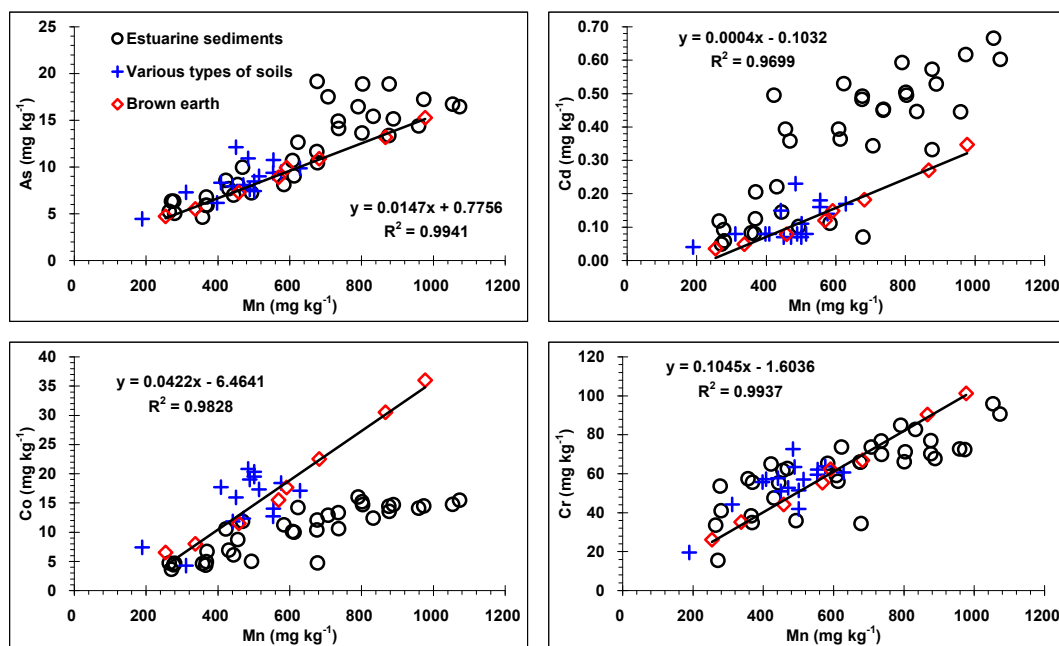 25
20
15
10
5
0
As (mg kg⁻¹)
Estuarine sediments
Various types of soils
Brown earth
y = 0.0147x + 0.7756
R² = 0.9941
0 200 400 600 800 1000 1200
Mn (mg kg⁻¹)
0.70
0.60
0.50
0.40
0.30
0.20
0.10
0.00
Cd (mg kg⁻¹)
y = 0.0004x - 0.1032
R² = 0.9699
0 200 400 600 800 1000 1200
Mn (mg kg⁻¹)
40
35
30
25
20
15
10
5
0
Co (mg kg⁻¹)
y = 0.0422x - 6.4641
R² = 0.9828
0 200 400 600 800 1000 1200
Mn (mg kg⁻¹)
120
100
80
60
40
20
0
Cr (mg kg⁻¹)
y = 0.1045x - 1.6036
R² = 0.9937
0 200 400 600 800 1000 1200
Mn (mg kg⁻¹)